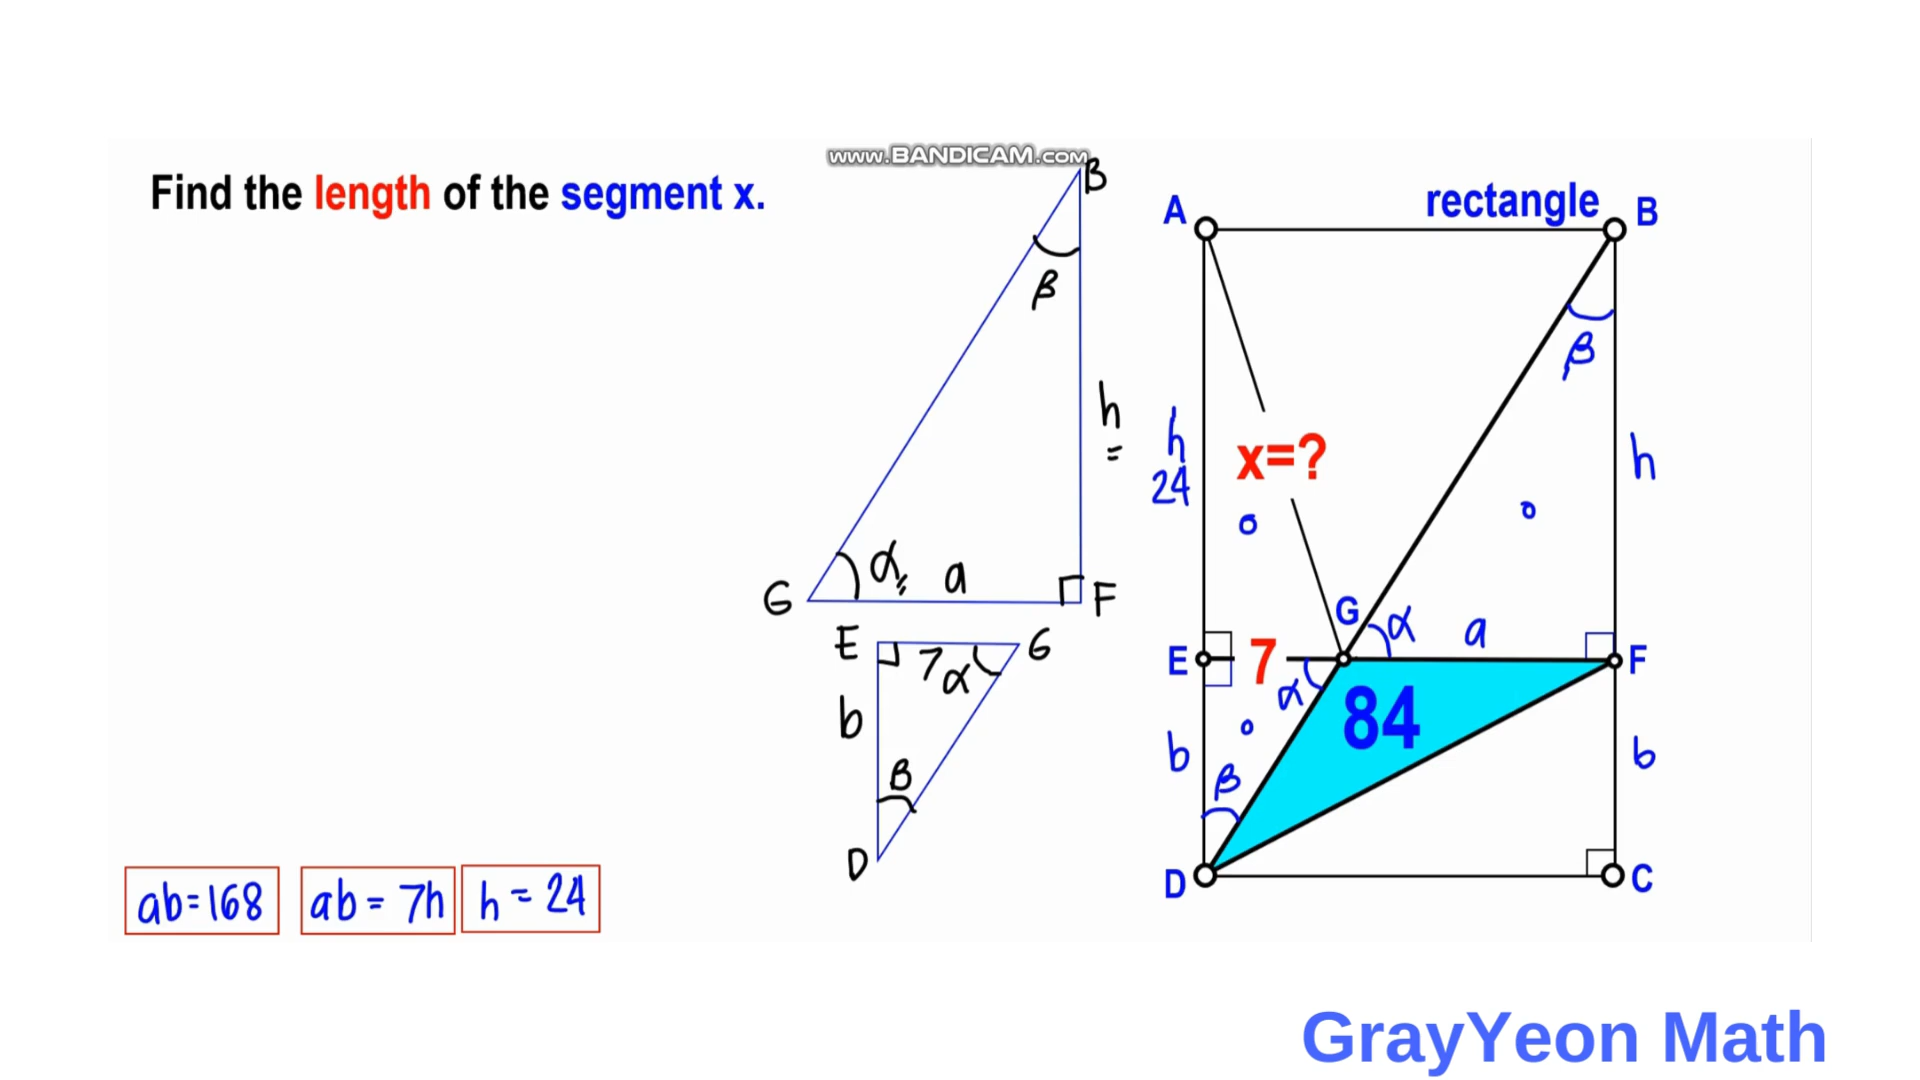 Find the length of the segment x.
www.BANDICAM.com
B
β
h
=
α
a
G
F
E
7
α
G
b
β
D
ab=168
ab = 7h
h = 24
rectangle
A
B
β
h
24
x=?
h
G
α
a
E
7
F
α
84
b
β
b
D
C
GrayYeon Math